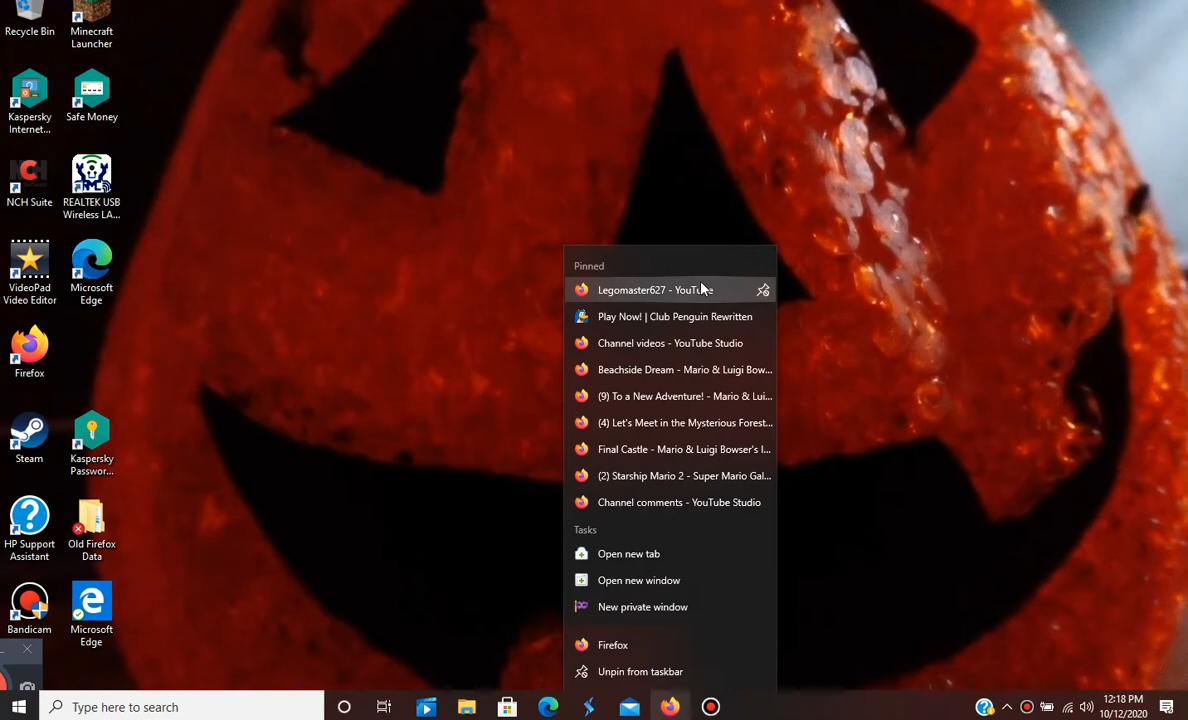 Recycle Bin
Minecraft
Launcher
Kaspersky
Internet...
Safe Money
NCH
NCH Suite
REALTEK USB
Wireless LA...
VideoPad
Video Editor
Microsoft
Edge
Firefox
Steam
Kaspersky
Passwor...
HP Support
Assistant
Old Firefox
Data
Bandicam
Microsoft
Edge
Pinned
Legomaster627 - YouTube
Play Now! | Club Penguin Rewritten
Channel videos - YouTube Studio
Beachside Dream - Mario & Luigi Bow...
(9) To a New Adventure! - Mario & Lui...
(4) Let's Meet in the Mysterious Forest...
Final Castle - Mario & Luigi Bowser's I...
(2) Starship Mario 2 - Super Mario Gal...
Channel comments - YouTube Studio
Tasks
Open new tab
Open new window
New private window
Firefox
Unpin from taskbar
Type here to search
12:18 PM
10/12/2020